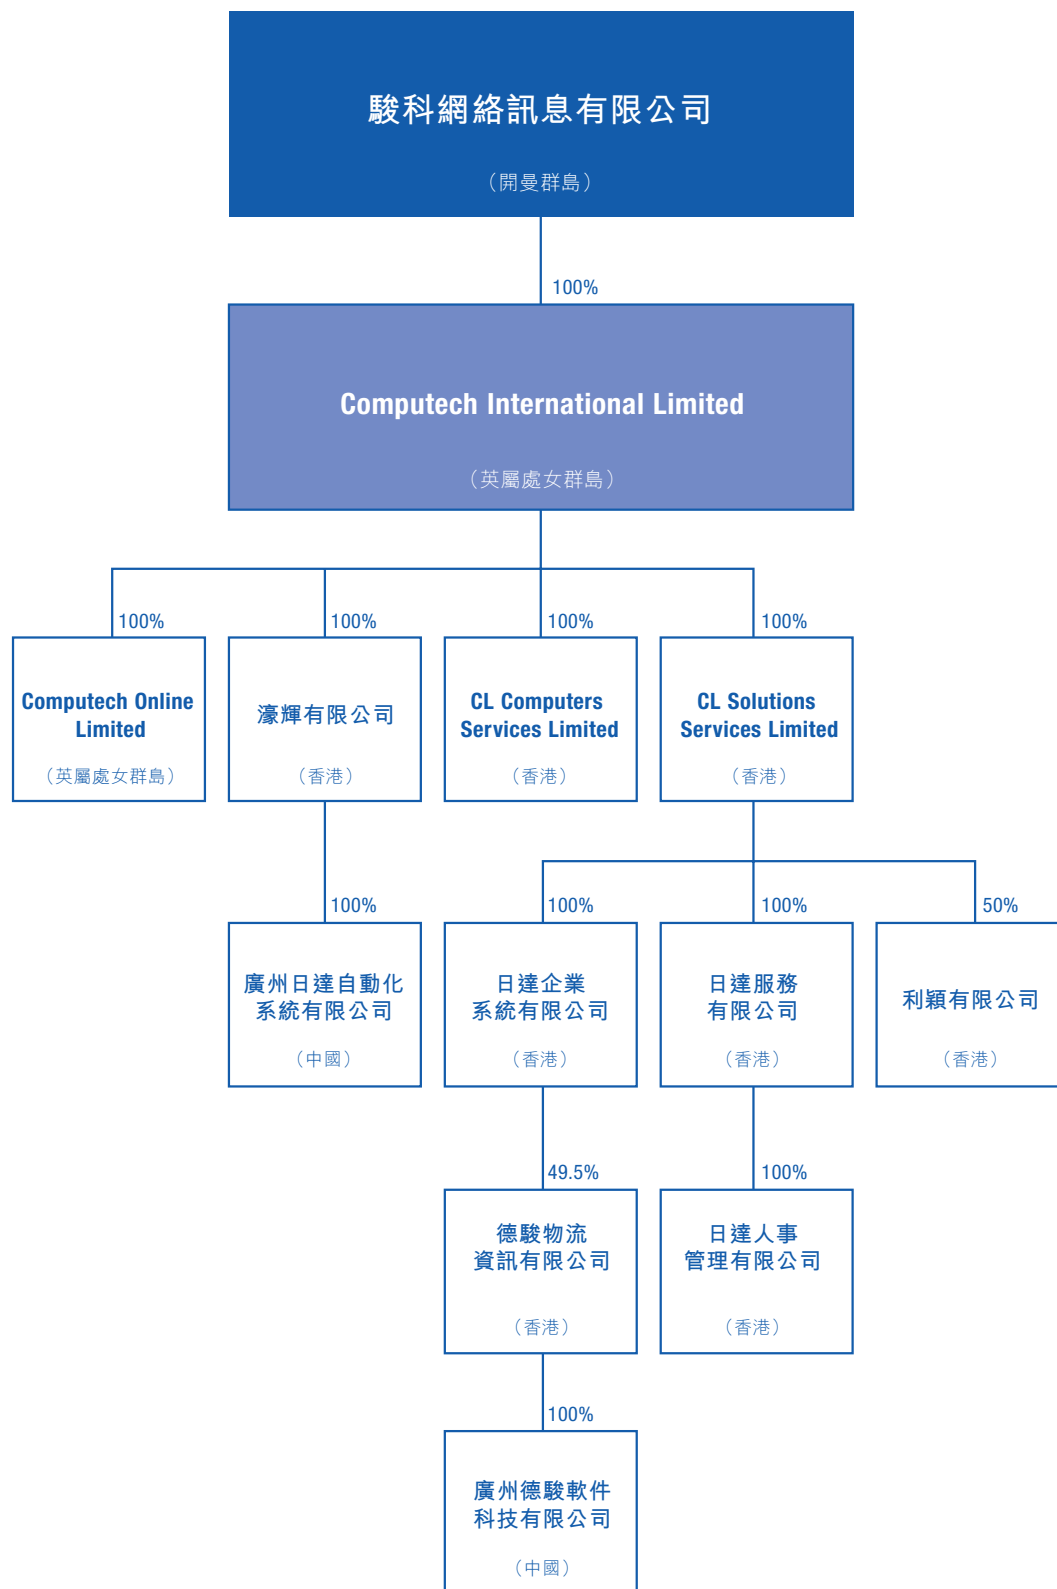 駿科網絡訊息有限公司
（開曼群島）
100%
Computech International Limited
（英屬處女群島）
100%
100%
100%
100%
Computech Online
Limited
（英屬處女群島）
濠輝有限公司
（香港）
CL Computers
Services Limited
（香港）
CL Solutions
Services Limited
（香港）
100%
100%
100%
50%
廣州日達自動化
系統有限公司
（中國）
日達企業
系統有限公司
（香港）
日達服務
有限公司
（香港）
利穎有限公司
（香港）
49.5%
100%
德駿物流
資訊有限公司
（香港）
日達人事
管理有限公司
（香港）
100%
廣州德駿軟件
科技有限公司
（中國）